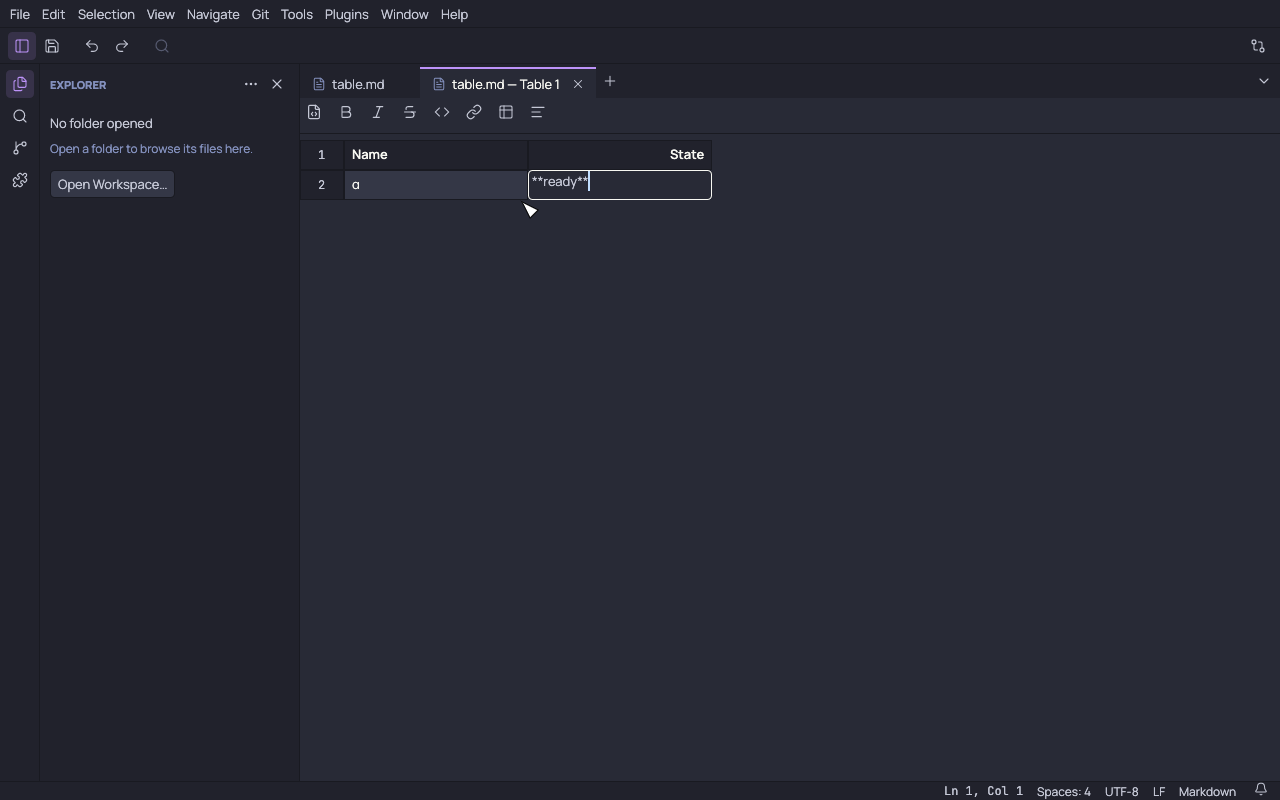 File Edit Selection View Navigate Git Tools Plugins Window Help
EXPLORER
table.md
table.md — Table 1
No folder opened
Open a folder to browse its files here.
Open Workspace...
1 Name State
2 a **ready**
Ln 1, Col 1 Spaces: 4 UTF-8 LF Markdown